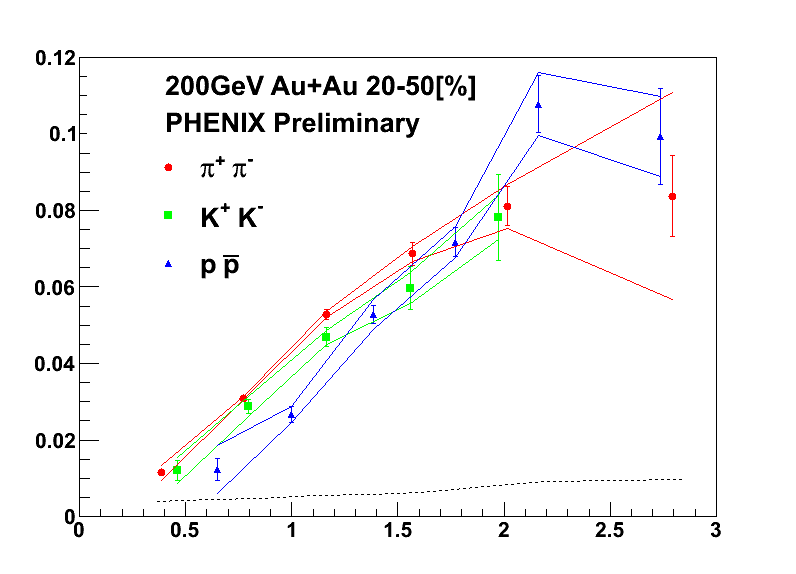 0.12
200GeV Au+Au 20-50[%]
PHENIX Preliminary
0.1
π⁺ π⁻
0.08
K⁺ K⁻
p p̅
0.06
0.04
0.02
0
0 0.5 1 1.5 2 2.5 3